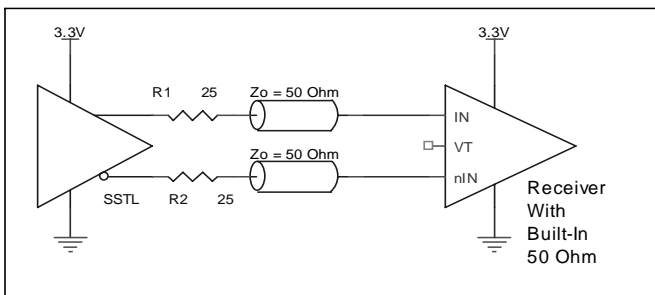 3.3V
3.3V
R1 25
Zo = 50 Ohm
IN
VT
Zo = 50 Ohm
nIN
SSTL
R2 25
Receiver
With
Built-In
50 Ohm